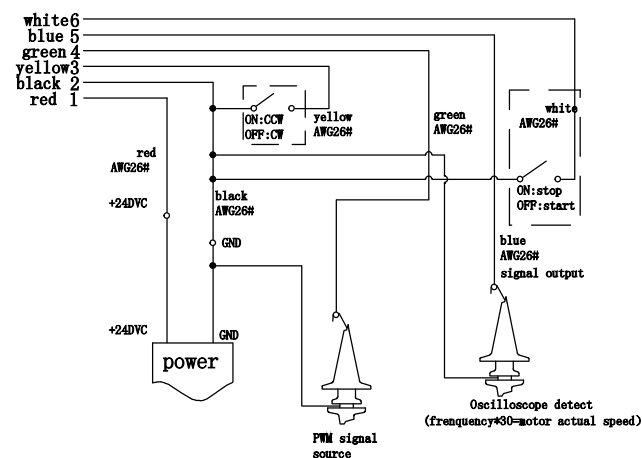 white6
blue 5
green 4
yellow3
black 2
red 1
ON:CCW
OFF:CW
yellow
AWG26#
green
AWG26#
white
AWG26#
red
AWG26#
ON:stop
OFF:start
+24DVC
black
AWG26#
GND
blue
AWG26#
signal output
+24DVC
GND
power
Oscilloscope detect
(frenquency*30=motor actual speed)
PWM signal
source